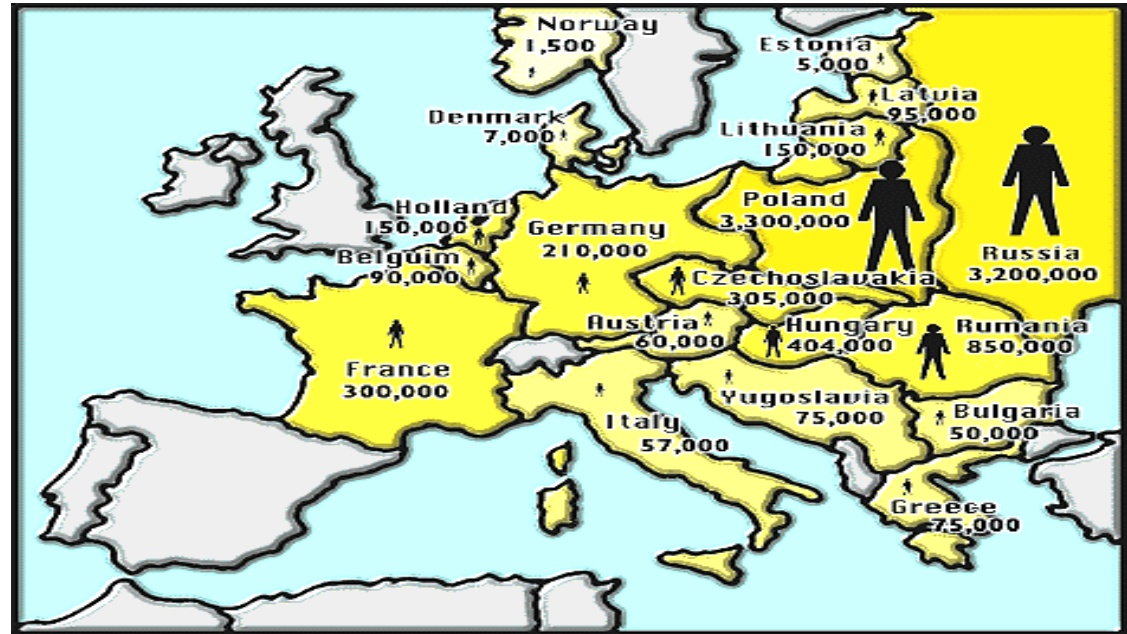 Norway
1,500
Estonia
5,000
Latvia
95,000
Denmark
7,000
Lithuania
150,000
Holland
150,000
Poland
3,300,000
Germany
210,000
Russia
3,200,000
Belguim
90,000
Czechoslavakia
305,000
Austria
60,000
Hungary
404,000
Rumania
850,000
France
300,000
Yugoslavia
75,000
Italy
57,000
Bulgaria
50,000
Greece
75,000